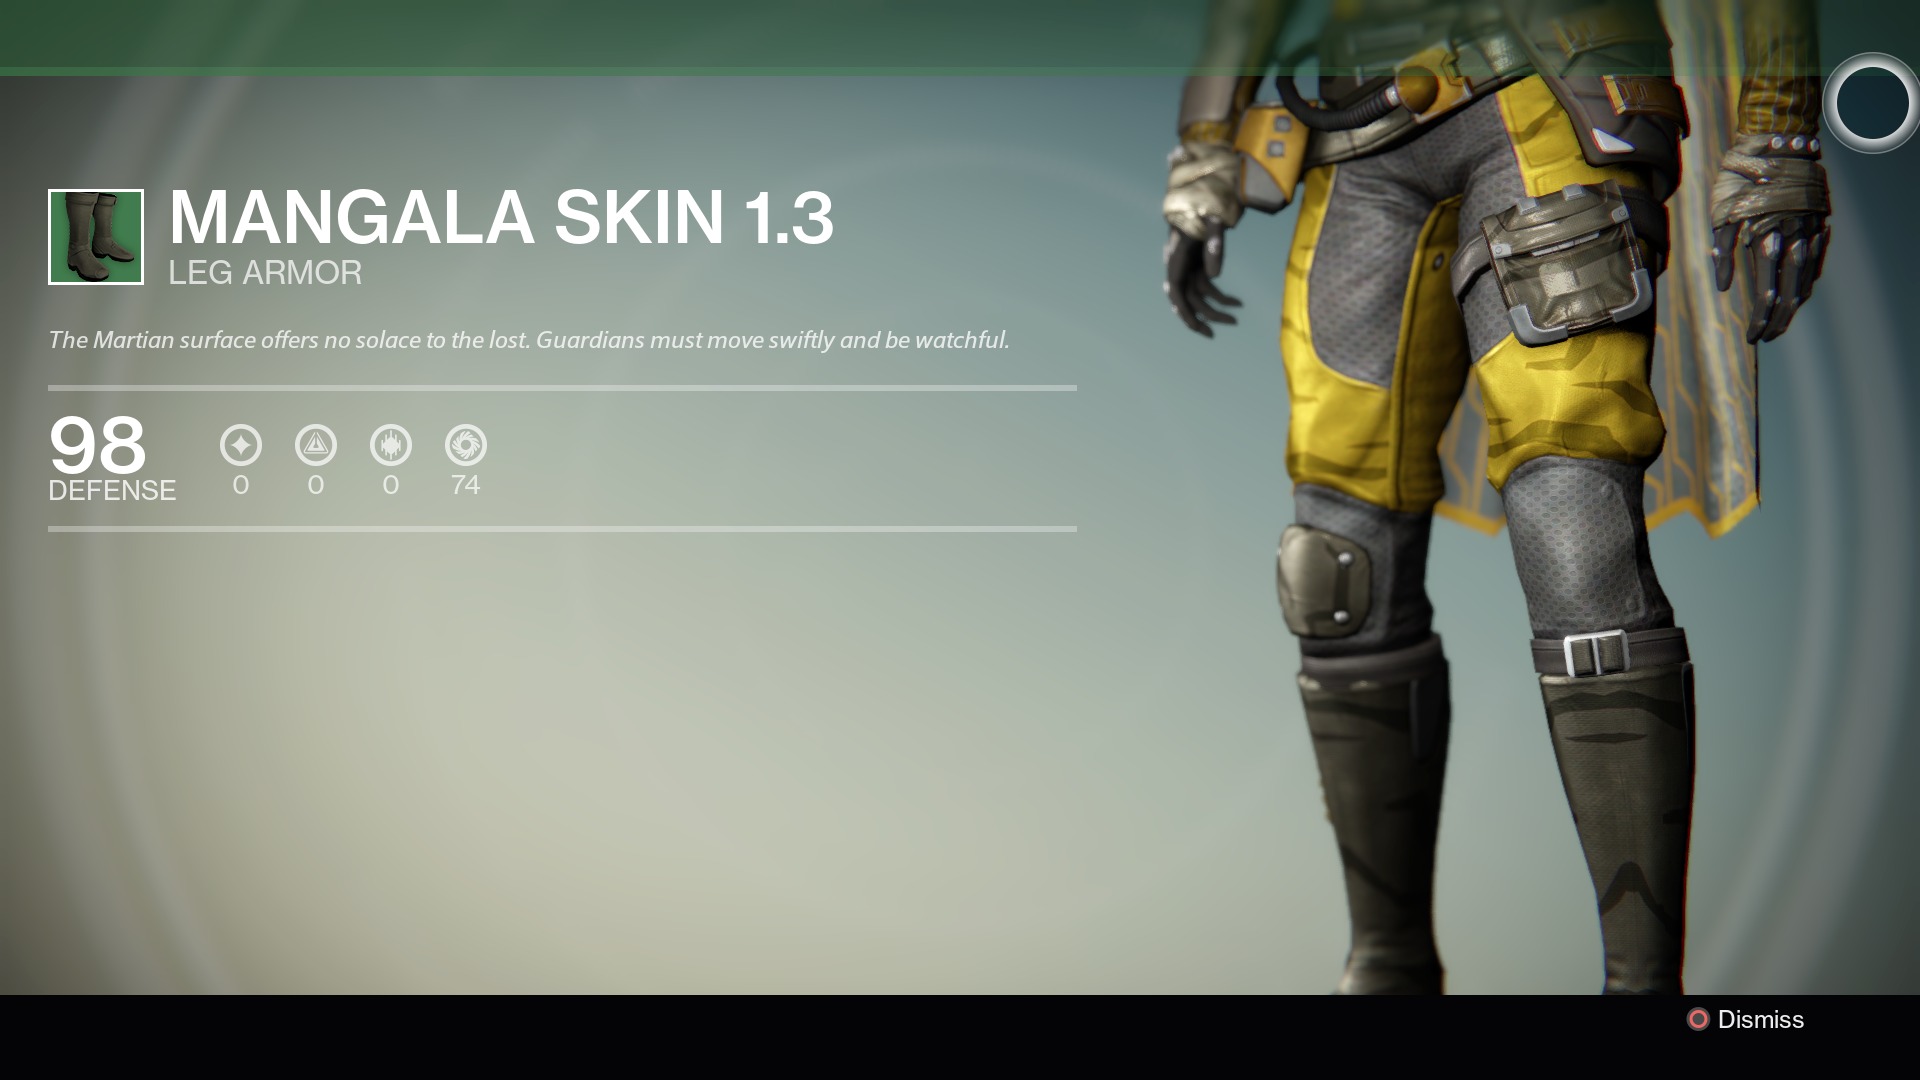 MANGALA SKIN 1.3
LEG ARMOR
The Martian surface offers no solace to the lost. Guardians must move swiftly and be watchful.
98
DEFENSE
0 0 0 74
Dismiss